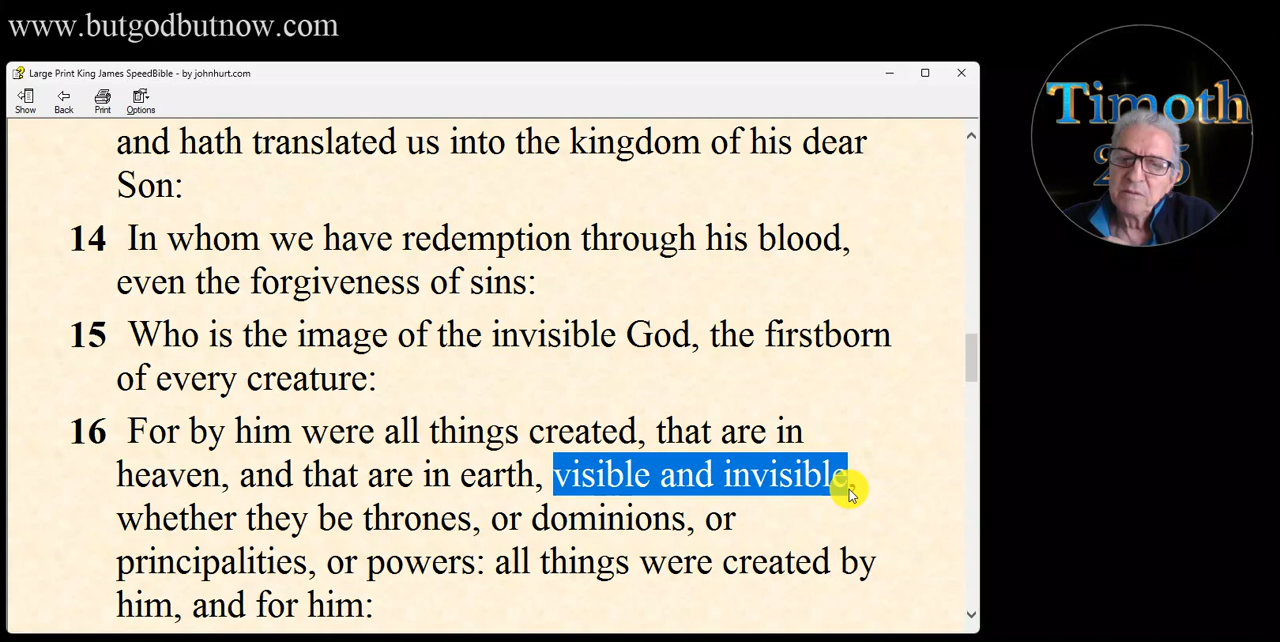 www.butgodbutnow.com
Large Print King James SpeedBible - by johnhurt.com
Show Back Print Options
and hath translated us into the kingdom of his dear
Son:
14 In whom we have redemption through his blood,
even the forgiveness of sins:
15 Who is the image of the invisible God, the firstborn
of every creature:
16 For by him were all things created, that are in
heaven, and that are in earth, visible and invisible,
whether they be thrones, or dominions, or
principalities, or powers: all things were created by
him, and for him:
Timoth